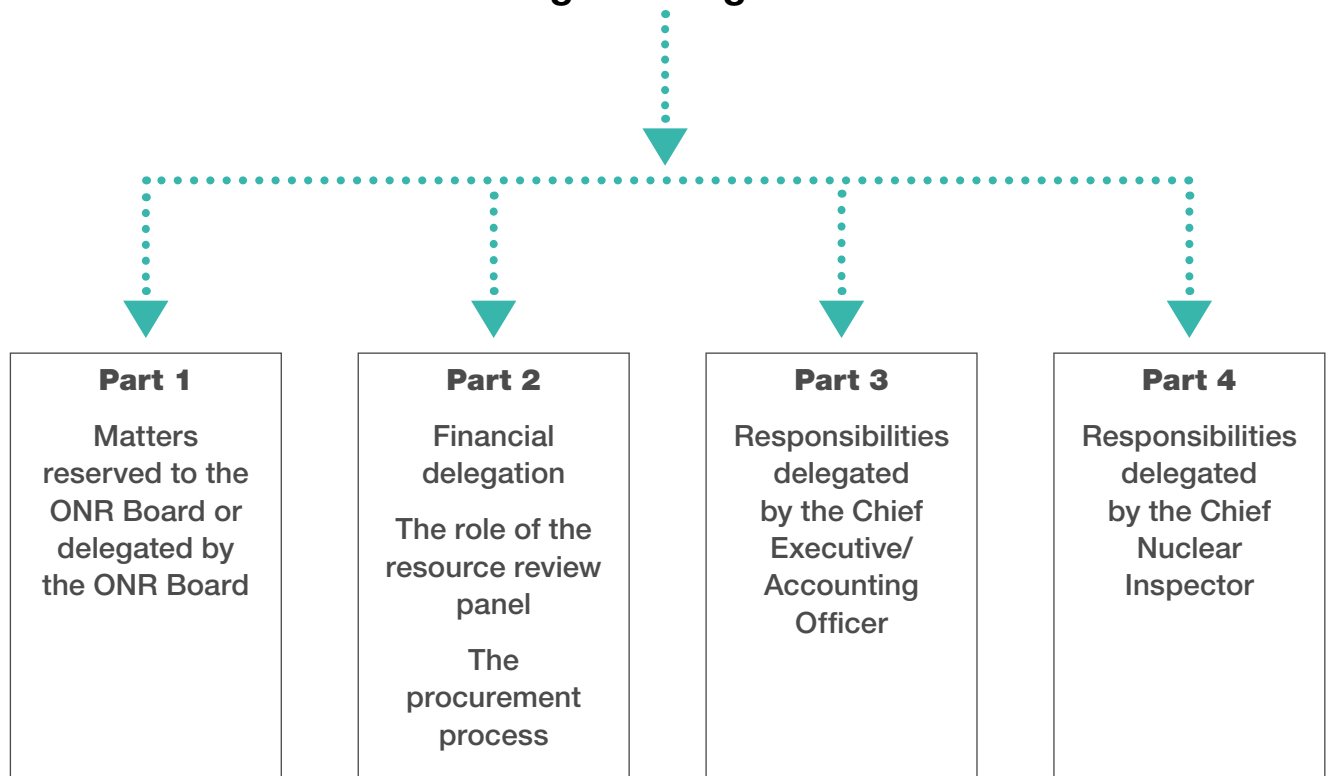 Part 1
Matters
reserved to the
ONR Board or
delegated by
the ONR Board
Part 2
Financial
delegation
The role of the
resource review
panel
The
procurement
process
Part 3
Responsibilities
delegated
by the Chief
Executive/
Accounting
Officer
Part 4
Responsibilities
delegated
by the Chief
Nuclear
Inspector